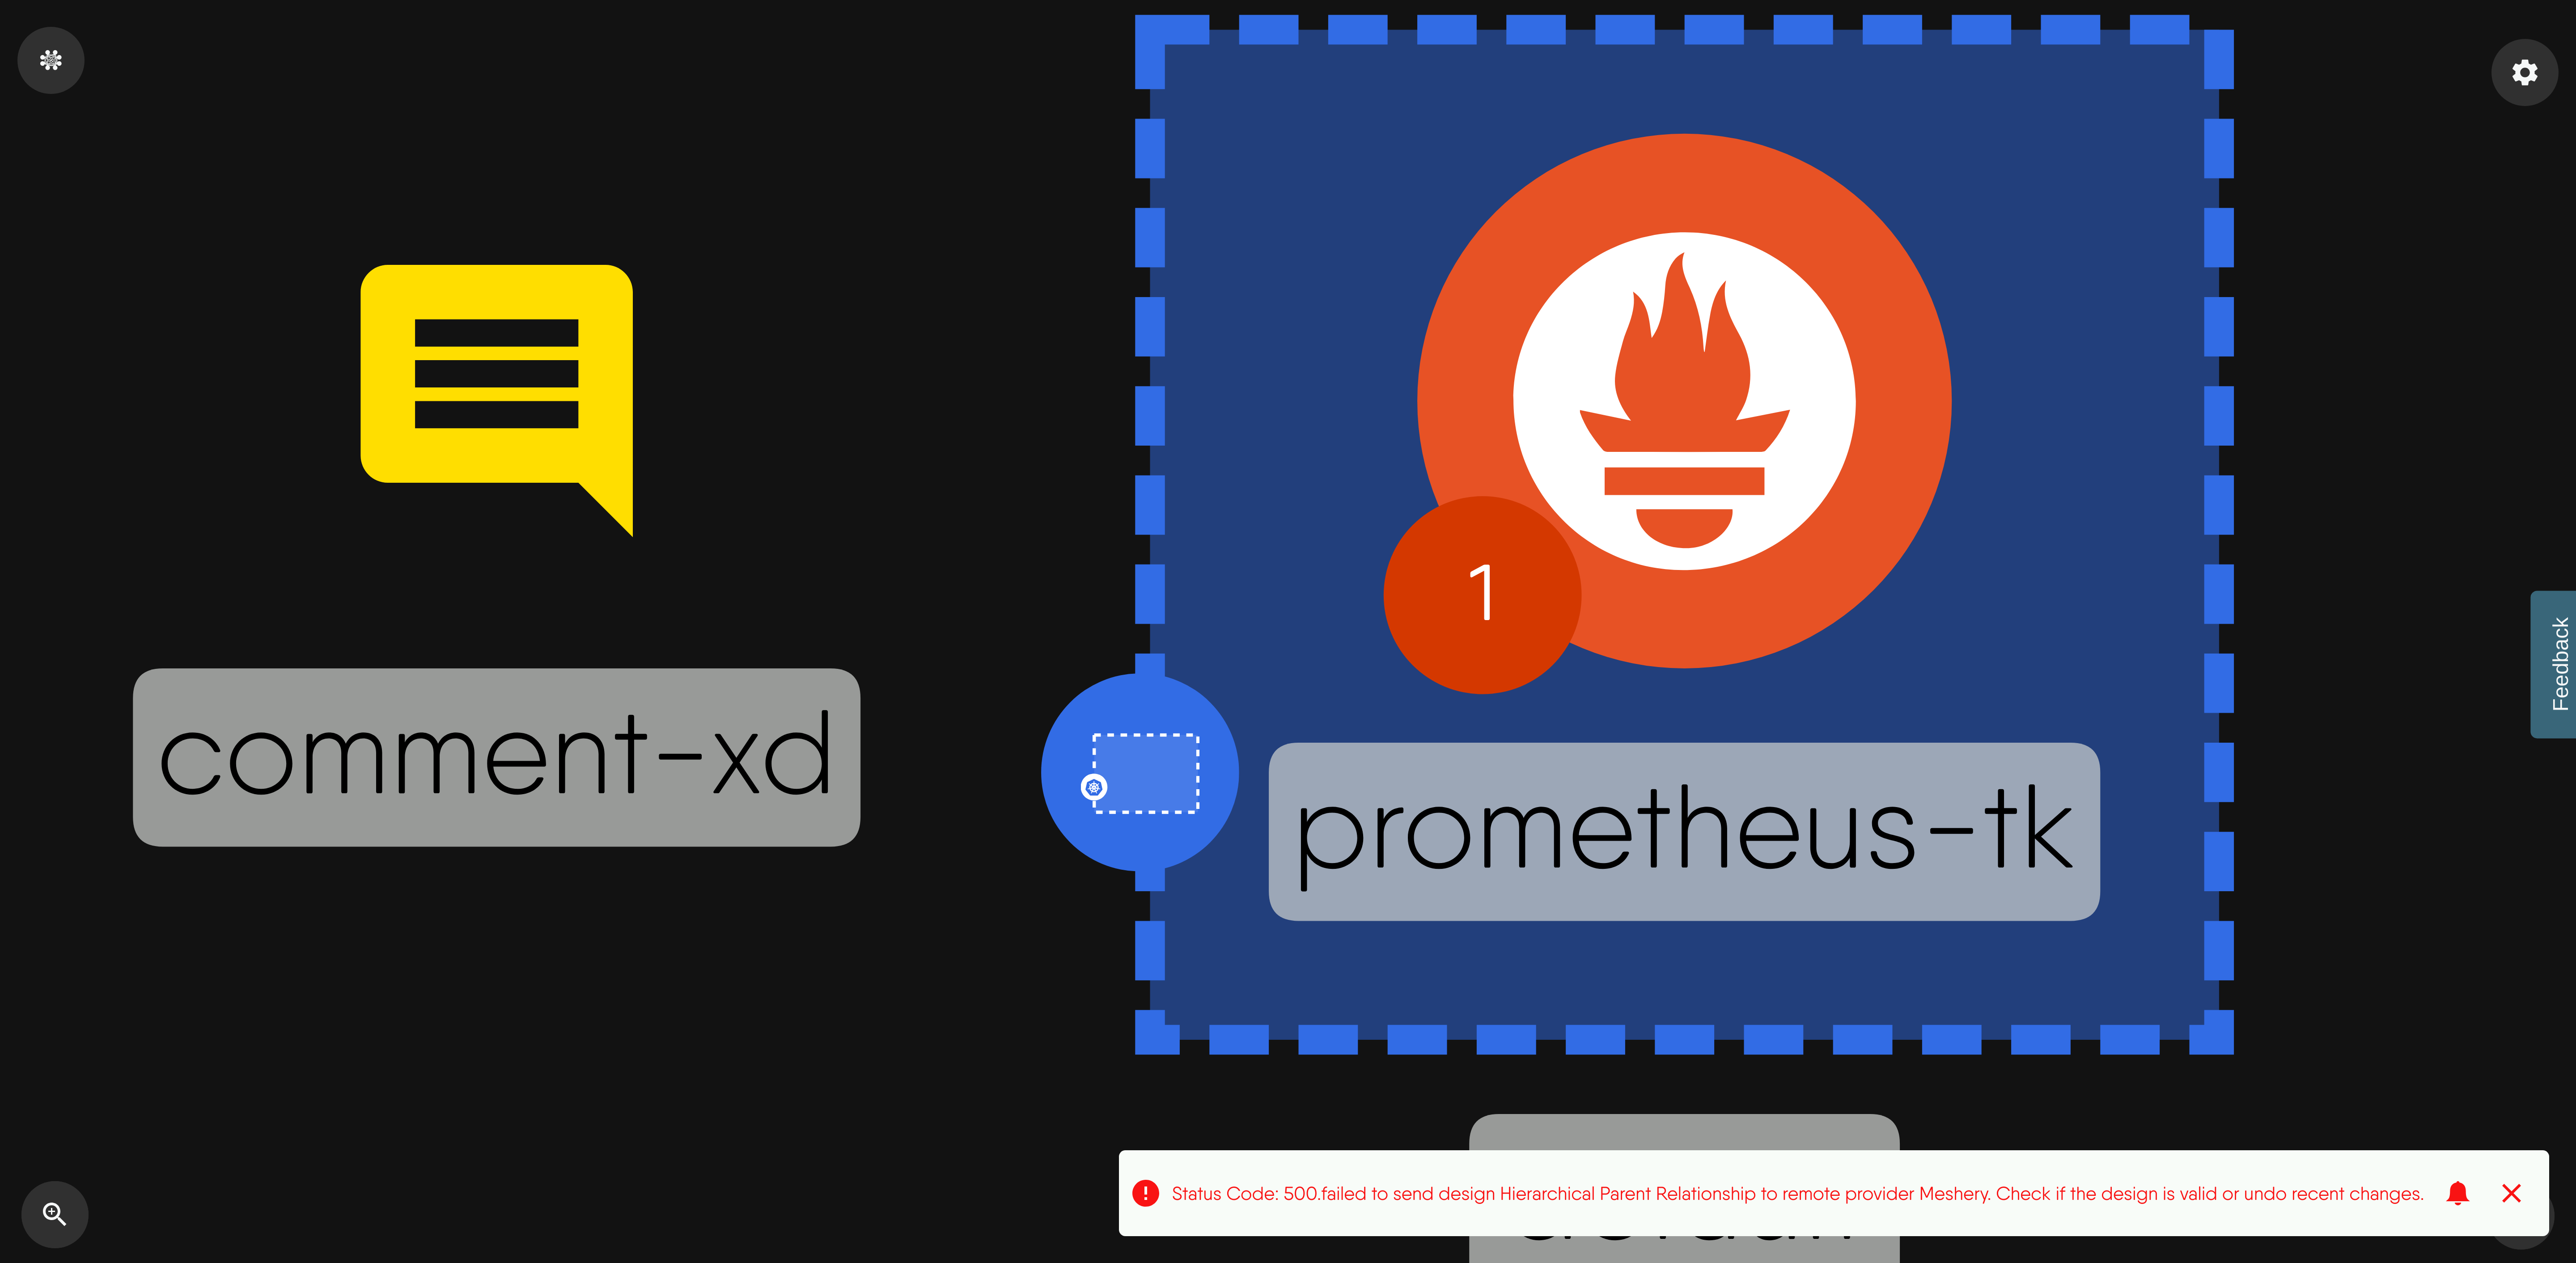 1
comment-xd
prometheus-tk
Feedback
Status Code: 500.failed to send design Hierarchical Parent Relationship to remote provider Meshery. Check if the design is valid or undo recent changes.